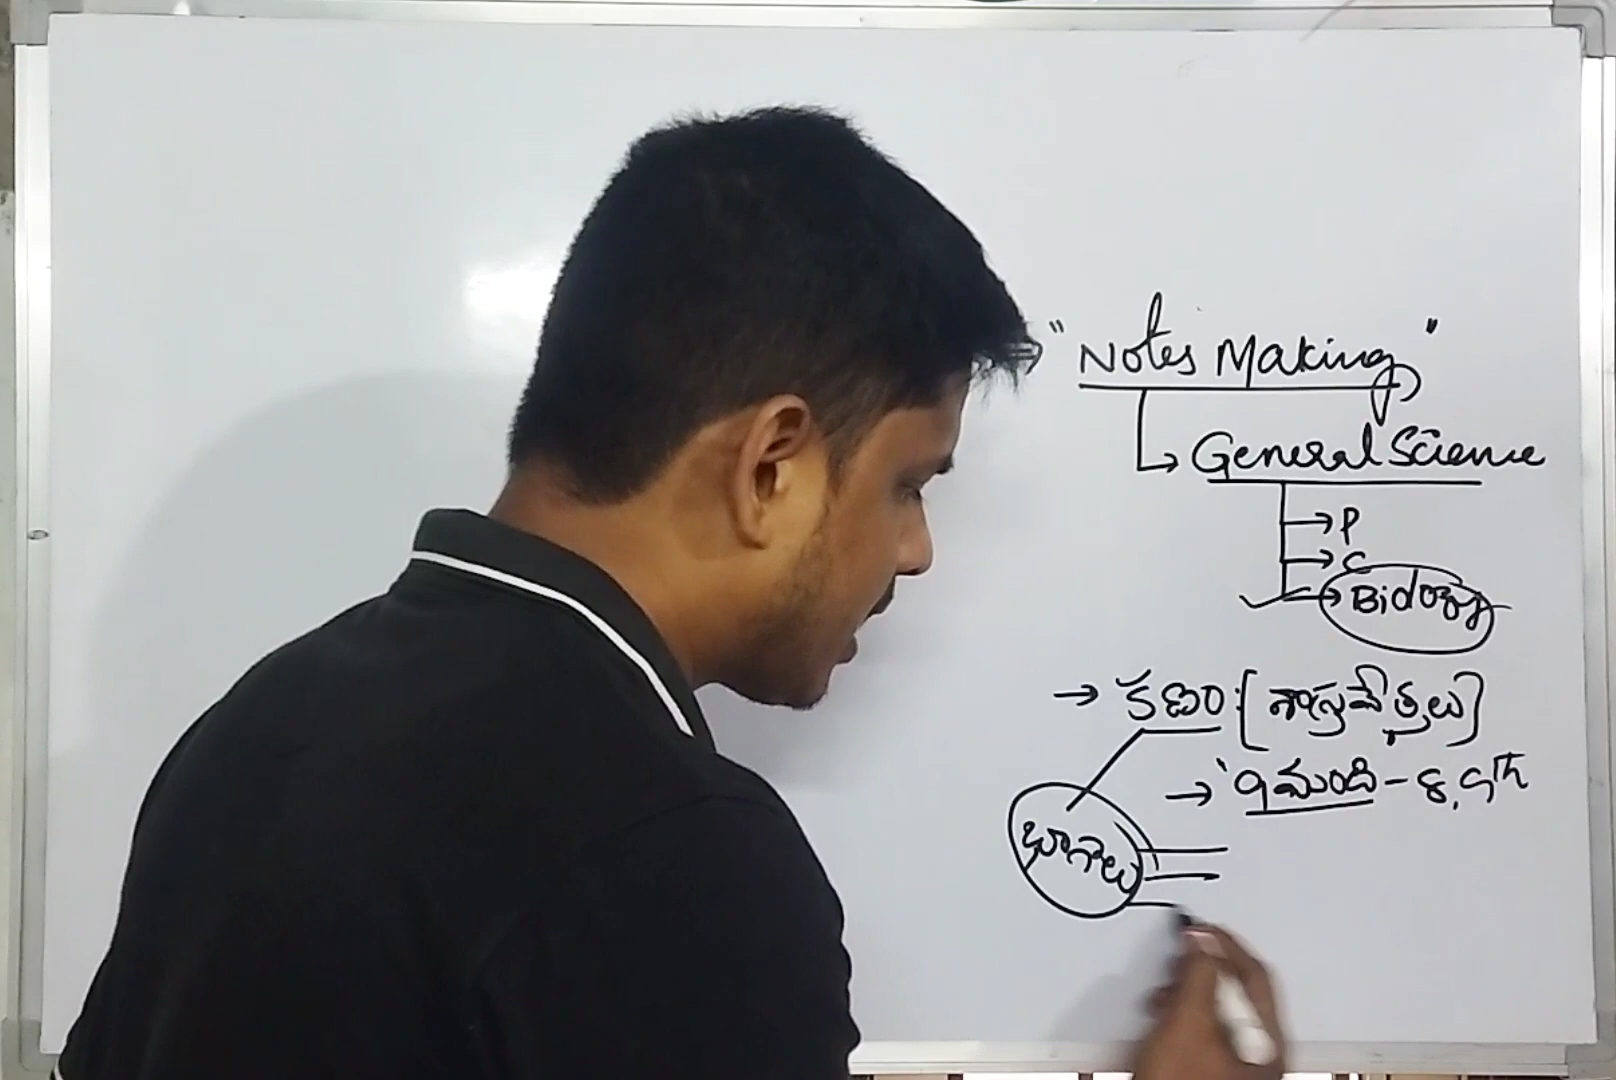 "Notes Making"
→ General Science
→ P
→ C
→ Biology
→ కణం : [శాస్త్రవేత్తలు]
→ '9మంది - 8, 9th
భాగాలు